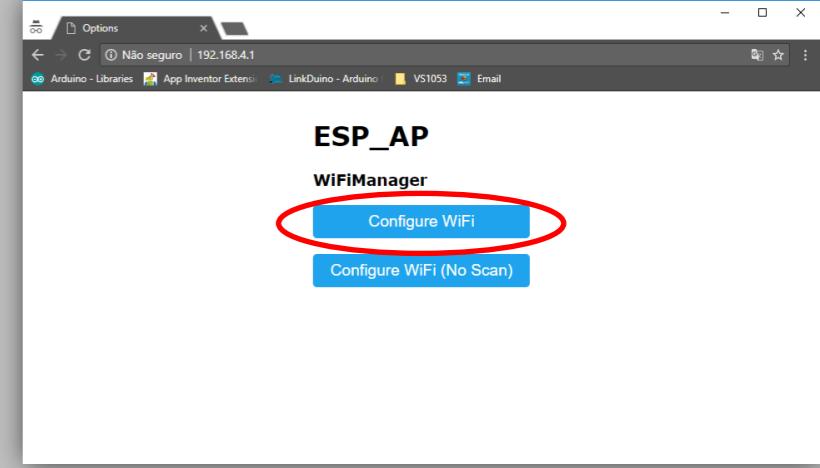 Options
Não seguro | 192.168.4.1
Arduino - Libraries App Inventor Extensi LinkDuino - Arduino VS1053 Email
ESP_AP
WiFiManager
Configure WiFi
Configure WiFi (No Scan)